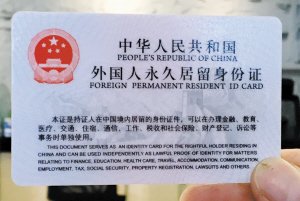 中华人民共和国
PEOPLE'S REPUBLIC OF CHINA
外国人永久居留身份证
FOREIGN PERMANENT RESIDENT ID CARD
本证是持证人在中国境内居留的身份证件，可以在办理金融、教育、
医疗、交通、住宿、通信、工作、税收和社会保险、财产登记、诉讼等
事务时单独使用。
THIS DOCUMENT SERVES AS AN IDENTITY CARD FOR THE RIGHTFUL HOLDER RESIDING IN
CHINA AND CAN BE USED INDEPENDENTLY AS LAWFUL PROOF OF IDENTITY FOR MATTERS
RELATING TO FINANCE, EDUCATION, HEALTH CARE, TRAVEL, ACCOMMODATION, COMMUNICATION,
EMPLOYMENT, TAX, SOCIAL SECURITY, PROPERTY REGISTRATION, LAWSUITS AND OTHERS.